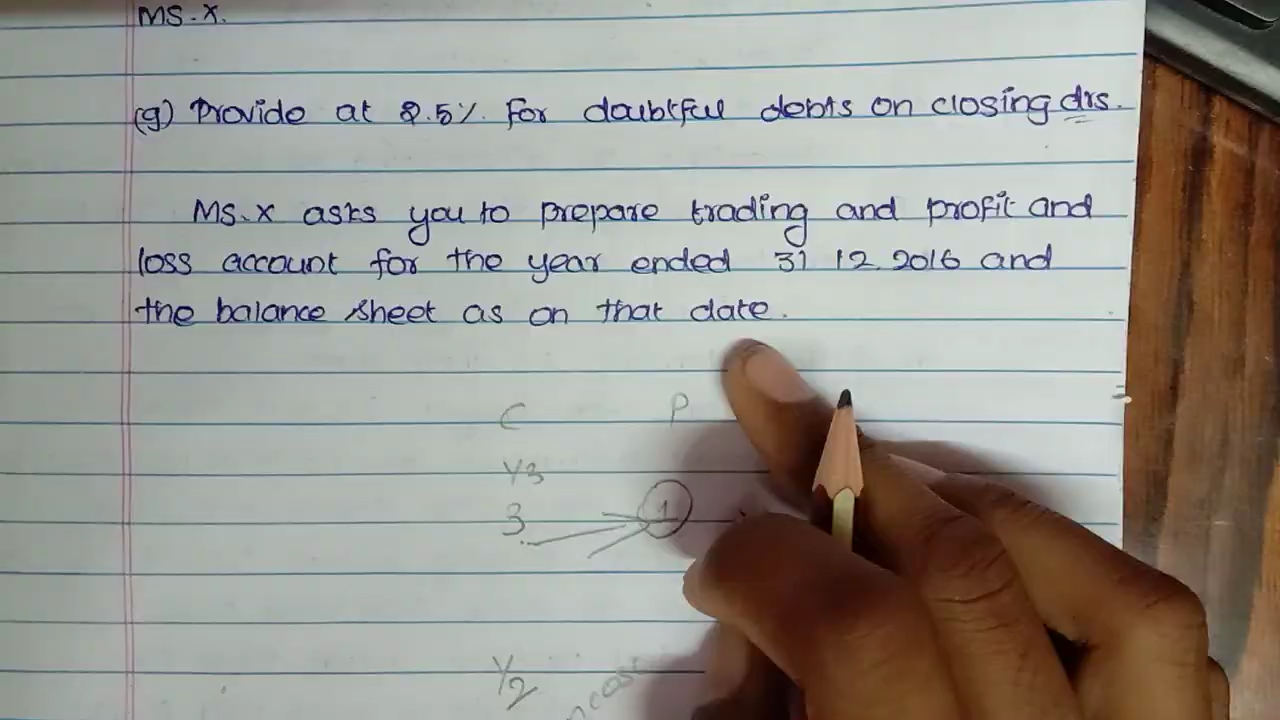 MS.X.
(g) Provide at 2.5% for doubtful debts on closing drs.
Ms.X asks you to prepare trading and profit and
loss account for the year ended 31 12.2016 and
the balance sheet as on that date.
C P
1/3
3 1
1/2